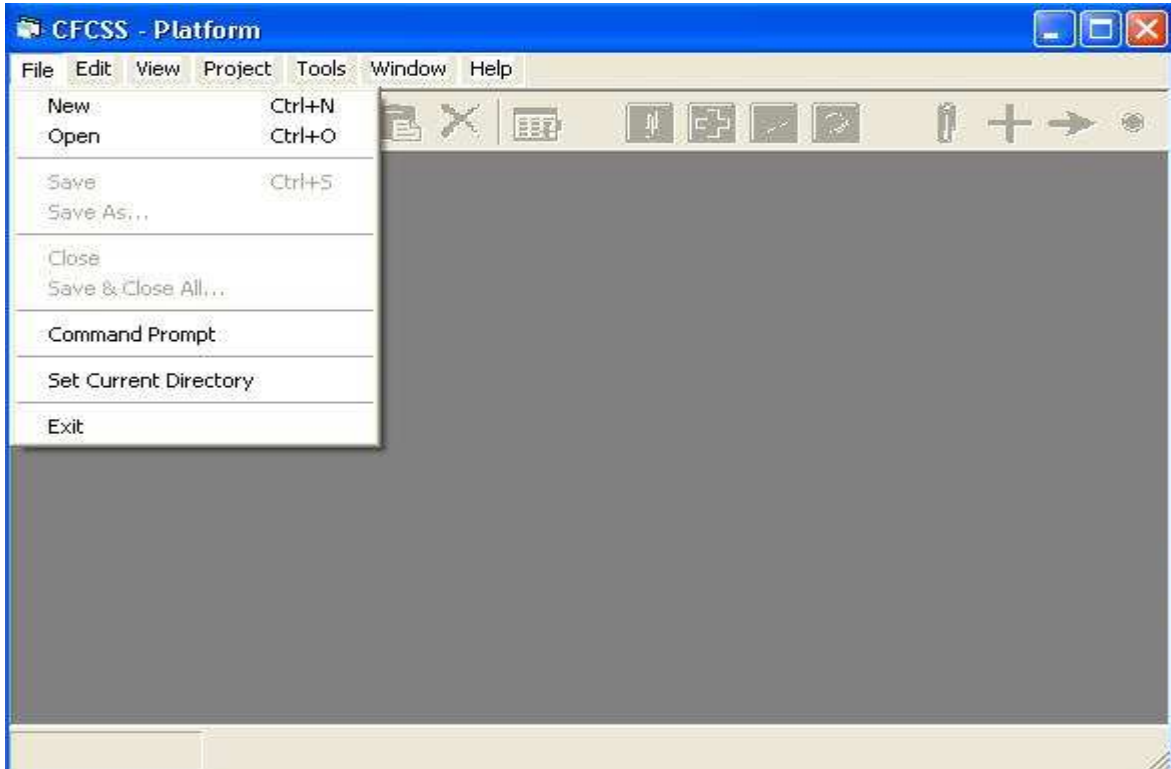 CFCSS - Platform
File Edit View Project Tools Window Help
New Ctrl+N
Open Ctrl+O
Save Ctrl+S
Save As...
Close
Save & Close All...
Command Prompt
Set Current Directory
Exit